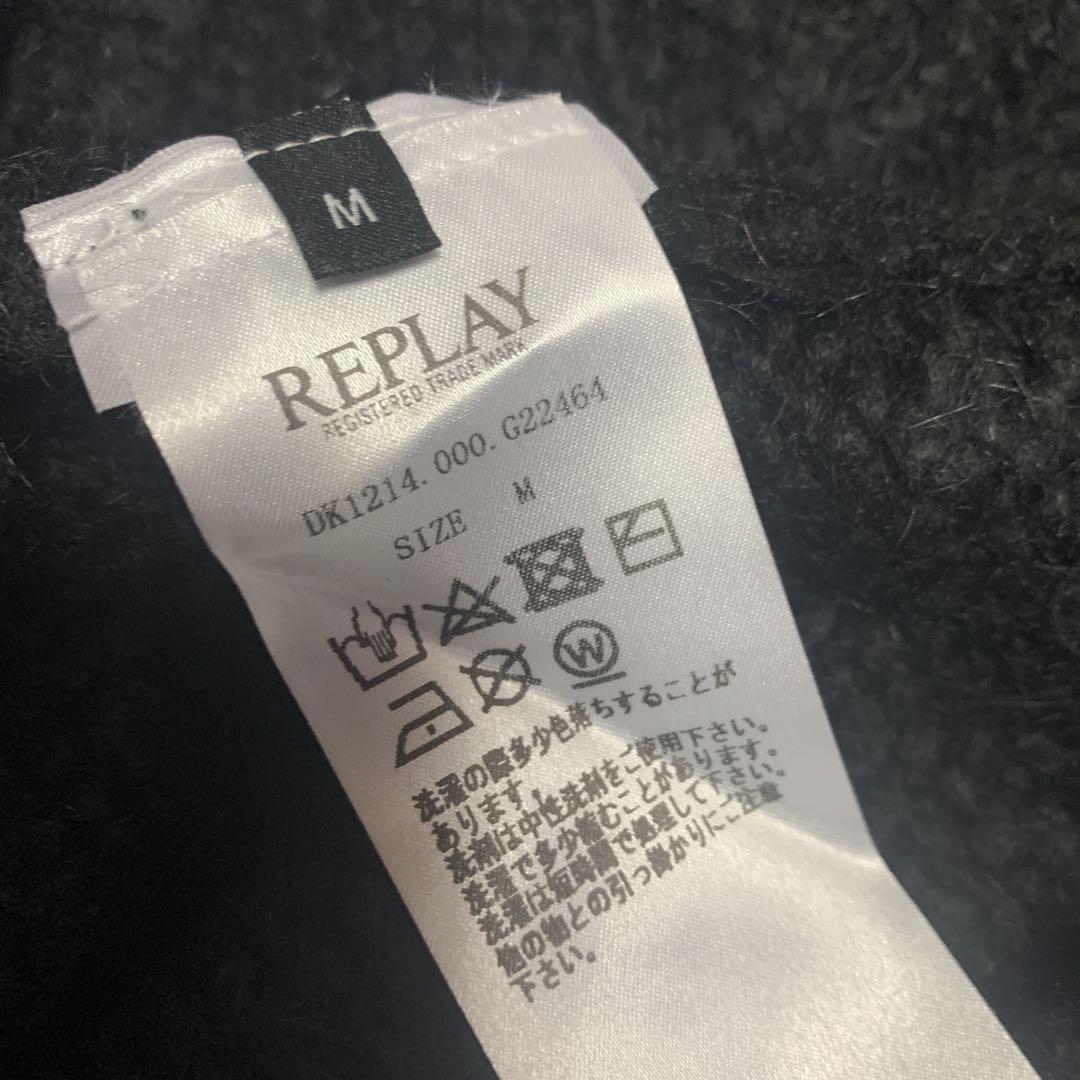 M
REPLAY
REGISTERED TRADE MARK
DK1214.000.G22464
SIZE M
W
洗濯の際多少色落ちすることが
あります。
洗剤は中性洗剤をご使用下さい。
洗濯で多少縮むことがあります。
洗濯は短時間で処理して下さい。
他の物との引っ掛かりにご注意
下さい。